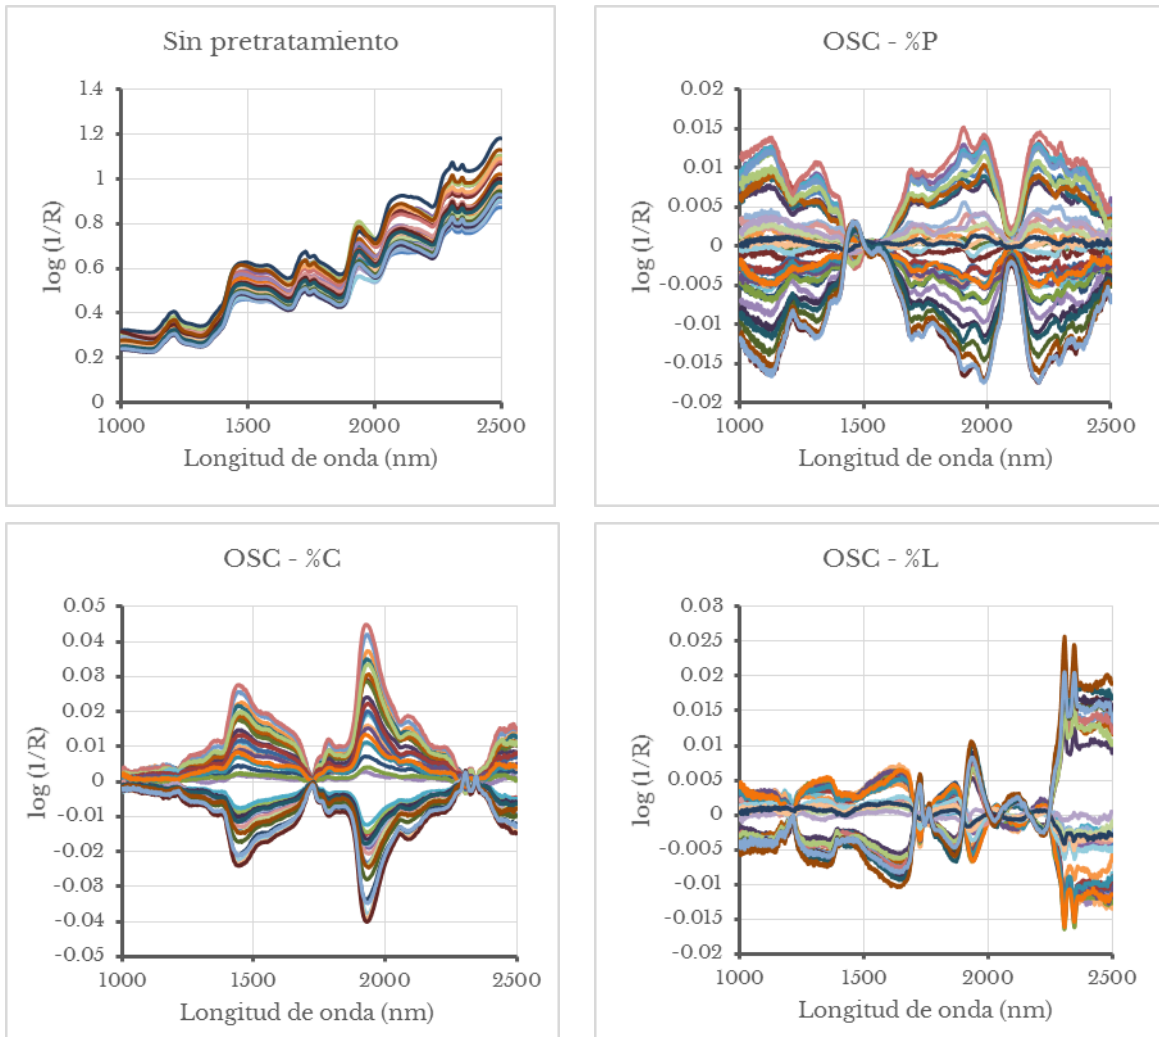 Sin pretratamiento
log (1/R)
1.4
1.2
1
0.8
0.6
0.4
0.2
0
1000 1500 2000 2500
Longitud de onda (nm)
OSC - %P
log (1/R)
0.02
0.015
0.01
0.005
0
-0.005
-0.01
-0.015
-0.02
1000 1500 2000 2500
Longitud de onda (nm)
OSC - %C
log (1/R)
0.05
0.04
0.03
0.02
0.01
0
-0.01
-0.02
-0.03
-0.04
-0.05
1000 1500 2000 2500
Longitud de onda (nm)
OSC - %L
log (1/R)
0.03
0.025
0.02
0.015
0.01
0.005
0
-0.005
-0.01
-0.015
-0.02
1000 1500 2000 2500
Longitud de onda (nm)